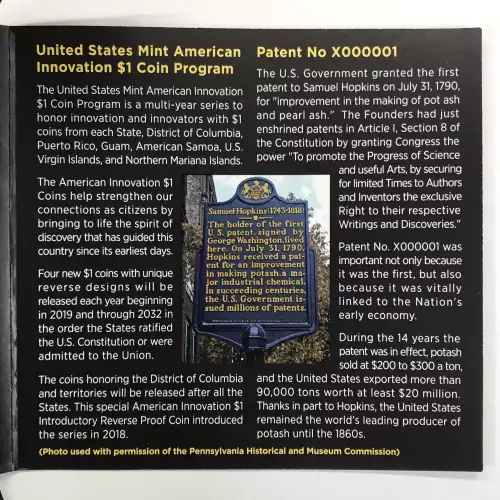 United States Mint American
Innovation $1 Coin Program
The United States Mint American Innovation
$1 Coin Program is a multi-year series to
honor innovation and innovators with $1
coins from each State, District of Columbia,
Puerto Rico, Guam, American Samoa, U.S.
Virgin Islands, and Northern Mariana Islands.
The American Innovation $1
Coins help strengthen our
connections as citizens by
bringing to life the spirit of
discovery that has guided this
country since its earliest days.
Four new $1 coins with unique
reverse designs will be
released each year beginning
in 2019 and through 2032 in
the order the States ratified
the U.S. Constitution or were
admitted to the Union.
The coins honoring the District of Columbia
and territories will be released after all the
States. This special American Innovation $1
Introductory Reverse Proof Coin introduced
the series in 2018.
Patent No X000001
The U.S. Government granted the first
patent to Samuel Hopkins on July 31, 1790,
for "improvement in the making of pot ash
and pearl ash." The Founders had just
enshrined patents in Article I, Section 8 of
the Constitution by granting Congress the
power "To promote the Progress of Science
and useful Arts, by securing
for limited Times to Authors
and Inventors the exclusive
Right to their respective
Writings and Discoveries."
Patent No. X000001 was
important not only because
it was the first, but also
because it was vitally
linked to the Nation's
early economy.
During the 14 years the
patent was in effect, potash
sold at $200 to $300 a ton,
and the United States exported more than
90,000 tons worth at least $20 million.
Thanks in part to Hopkins, the United States
remained the world's leading producer of
potash until the 1860s.
Samuel Hopkins (1743-1818)
The holder of the first
U.S. patent, signed by
George Washington, lived
here. On July 31, 1790,
Hopkins received a pat-
ent for an improvement
in making potash, a ma-
jor industrial chemical.
In succeeding centuries,
the U.S. Government is-
sued millions of patents.
(Photo used with permission of the Pennsylvania Historical and Museum Commission)